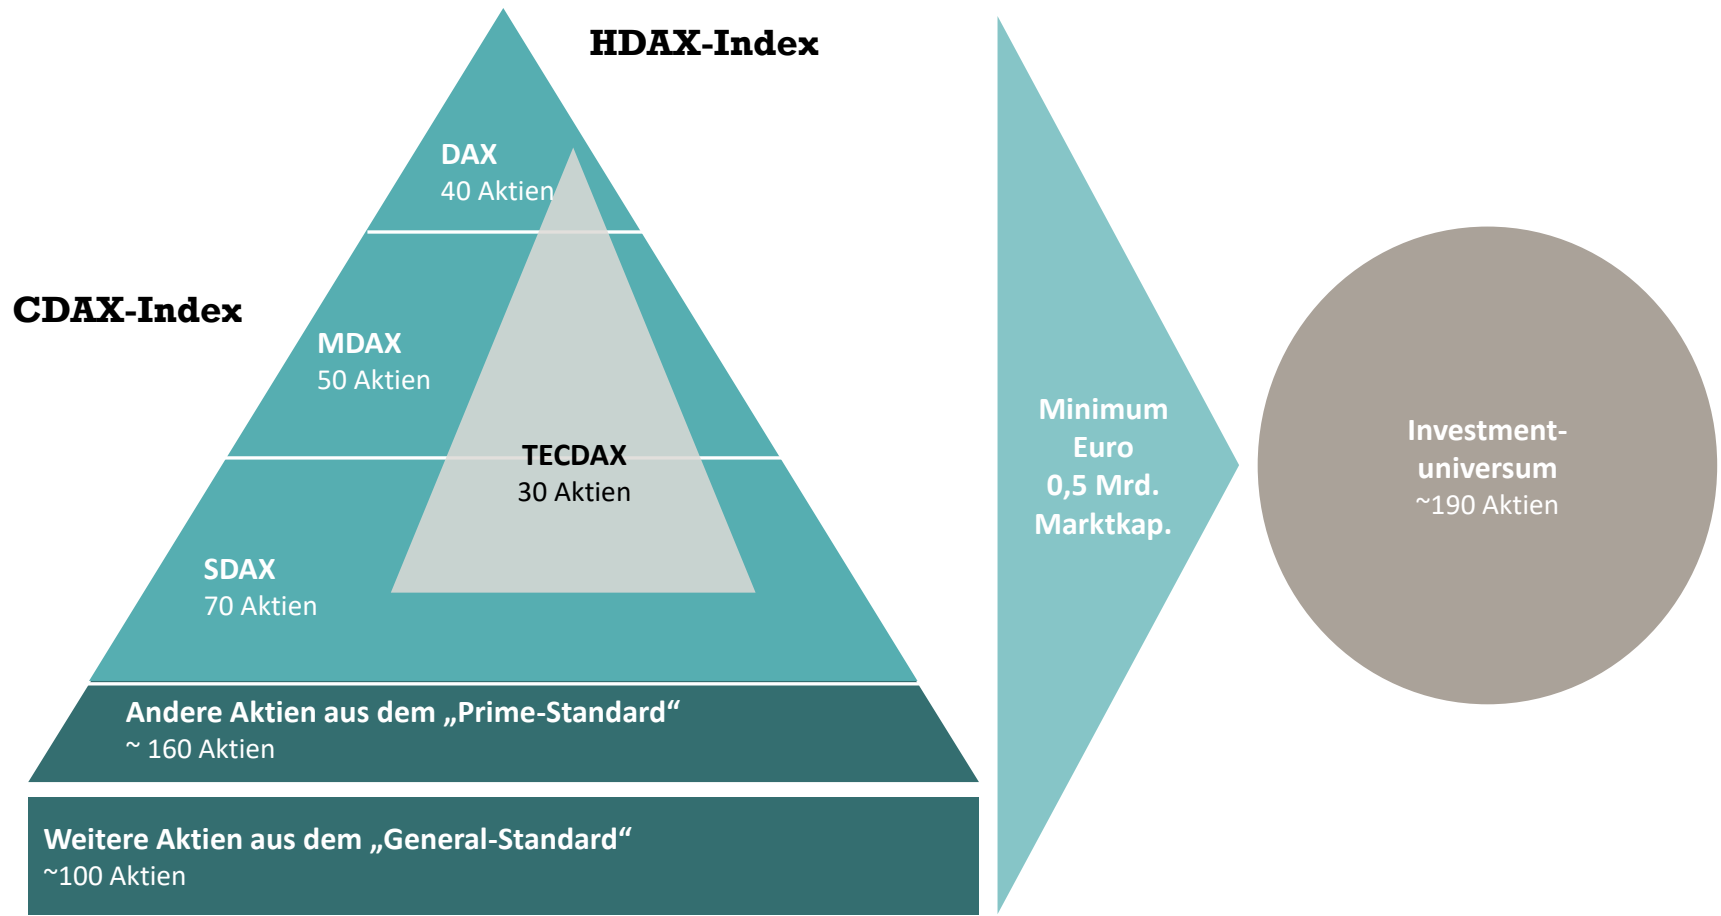 HDAX-Index
DAX
40 Aktien
CDAX-Index
MDAX
50 Aktien
TECDAX
30 Aktien
SDAX
70 Aktien
Andere Aktien aus dem „Prime-Standard“
~ 160 Aktien
Weitere Aktien aus dem „General-Standard“
~100 Aktien
Minimum
Euro
0,5 Mrd.
Marktkap.
Investment-
universum
~190 Aktien